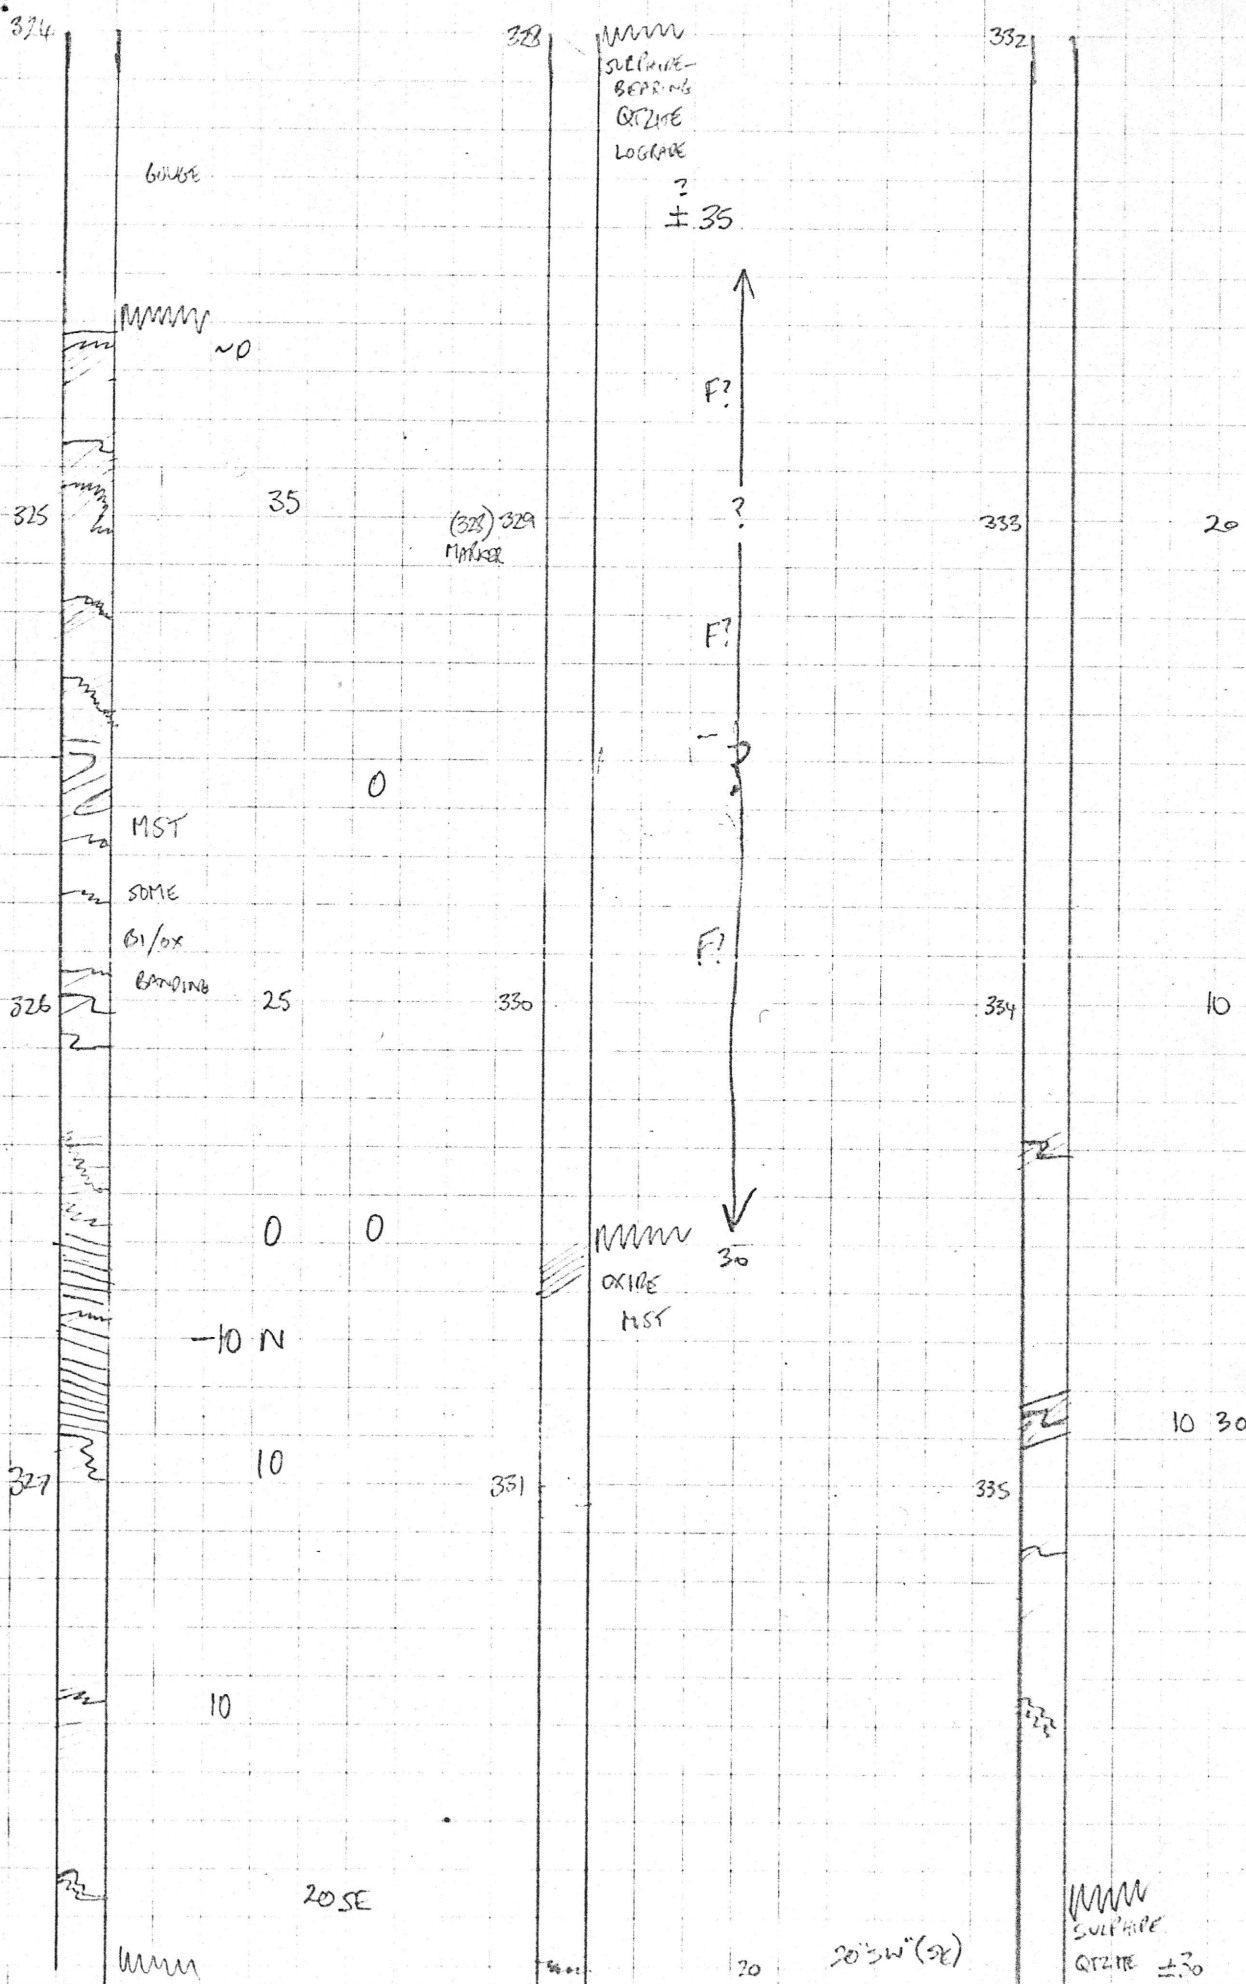 324
GOUGE
~0
325
35
0
MST
SOME
BI/OX
BANDING
326
25
0 0
-10 N
10
327
10
20 SE
328
SULPHIDE-
BEARING
QTZITE
LOGRADE
?
± 35
F?
?
(328) 329
MARKER
F?
?
F?
330
30
OXIDE
MST
331
20
20 "SW" (SE)
332
333
20
334
10
10 30
335
SULPHIDE
QTZITE ±30